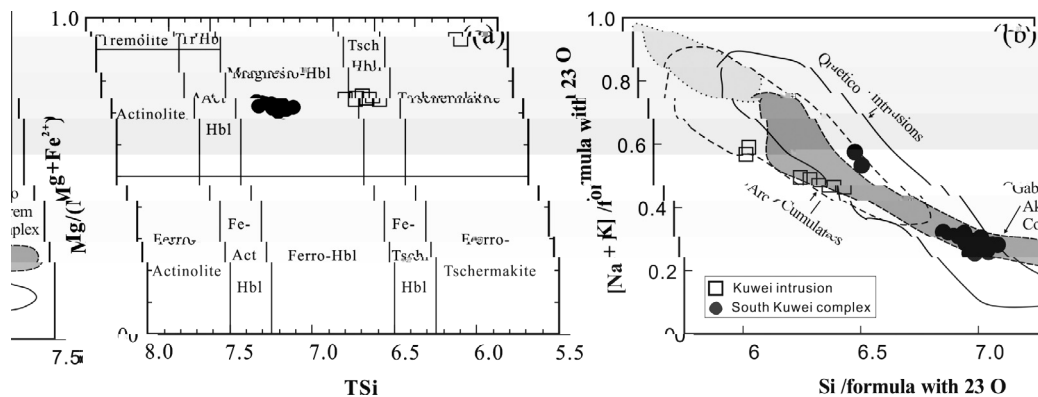 1.0
(a)
Tremolite
Tr Hb
Tsch
Hbl
Magnesio-Hbl
Act
Tschermakite
Actinolite
Hbl
Mg/(Mg+Fe²⁺)
Fe-
Fe-
Ferro-
Ferro-
Act
Ferro-Hbl
Tsch
Actinolite
Hbl
Hbl
Tschermakite
8.0
7.5
7.0
6.5
6.0
5.5
TSi
7.5
1.0
(b)
0.8
0.6
0.4
0.2
[Na + K] /formula with 23 O
Quetico Intrusions
Arc Cumulates
Kuwei intrusion
South Kuwei complex
6
6.5
7.0
Si /formula with 23 O